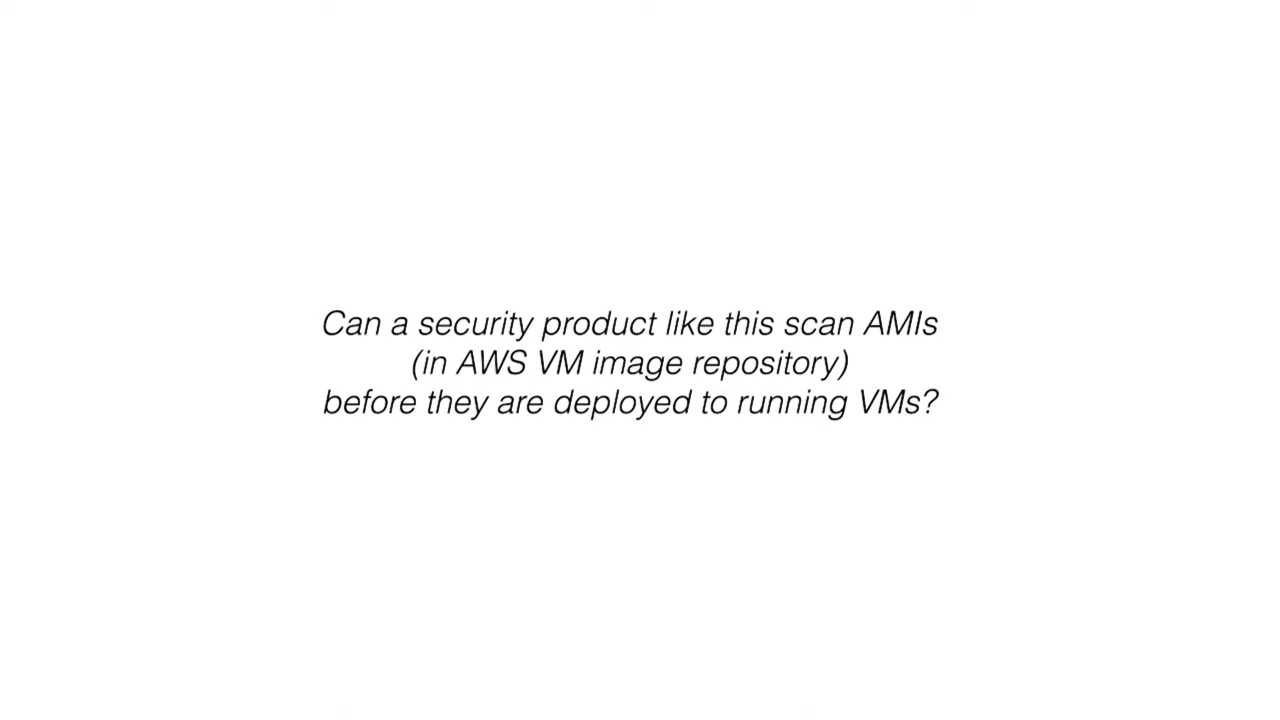 Can a security product like this scan AMIs
(in AWS VM image repository)
before they are deployed to running VMs?